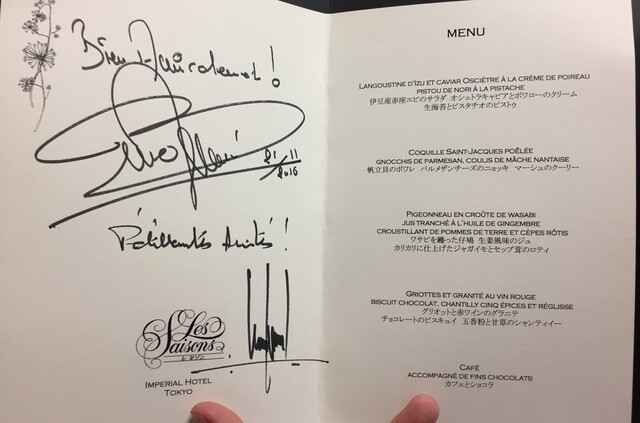 Bien Amicalement !
21/11
2016
Pétillantes Amitiés !
Les
Saisons
レ セゾン
IMPERIAL HOTEL
TOKYO
MENU
LANGOUSTINE D'IZU ET CAVIAR OSCIÈTRE À LA CRÈME DE POIREAU
PISTOU DE NORI À LA PISTACHE
伊豆産赤座エビのサラダ オシェトラキャビアとポワローのクリーム
生海苔とピスタチオのピストゥ
COQUILLE SAINT-JACQUES POÊLÉE
GNOCCHIS DE PARMESAN, COULIS DE MÂCHE NANTAISE
帆立貝のポワレ パルメザンチーズのニョッキ マーシュのクーリー
PIGEONNEAU EN CROÛTE DE WASABI
JUS TRANCHÉ À L'HUILE DE GINGEMBRE
CROUSTILLANT DE POMMES DE TERRE ET CÈPES RÔTIS
ワサビを纏った仔鳩 生姜風味のジュ
カリカリに仕上げたジャガイモとセップ茸のロティ
GRIOTTES ET GRANITÉ AU VIN ROUGE
BISCUIT CHOCOLAT, CHANTILLY CINQ ÉPICES ET RÉGLISSE
グリオットと赤ワインのグラニテ
チョコレートのビスキュイ 五香粉と甘草のシャンティイー
CAFÉ
ACCOMPAGNÉ DE FINS CHOCOLATS
カフェとショコラ